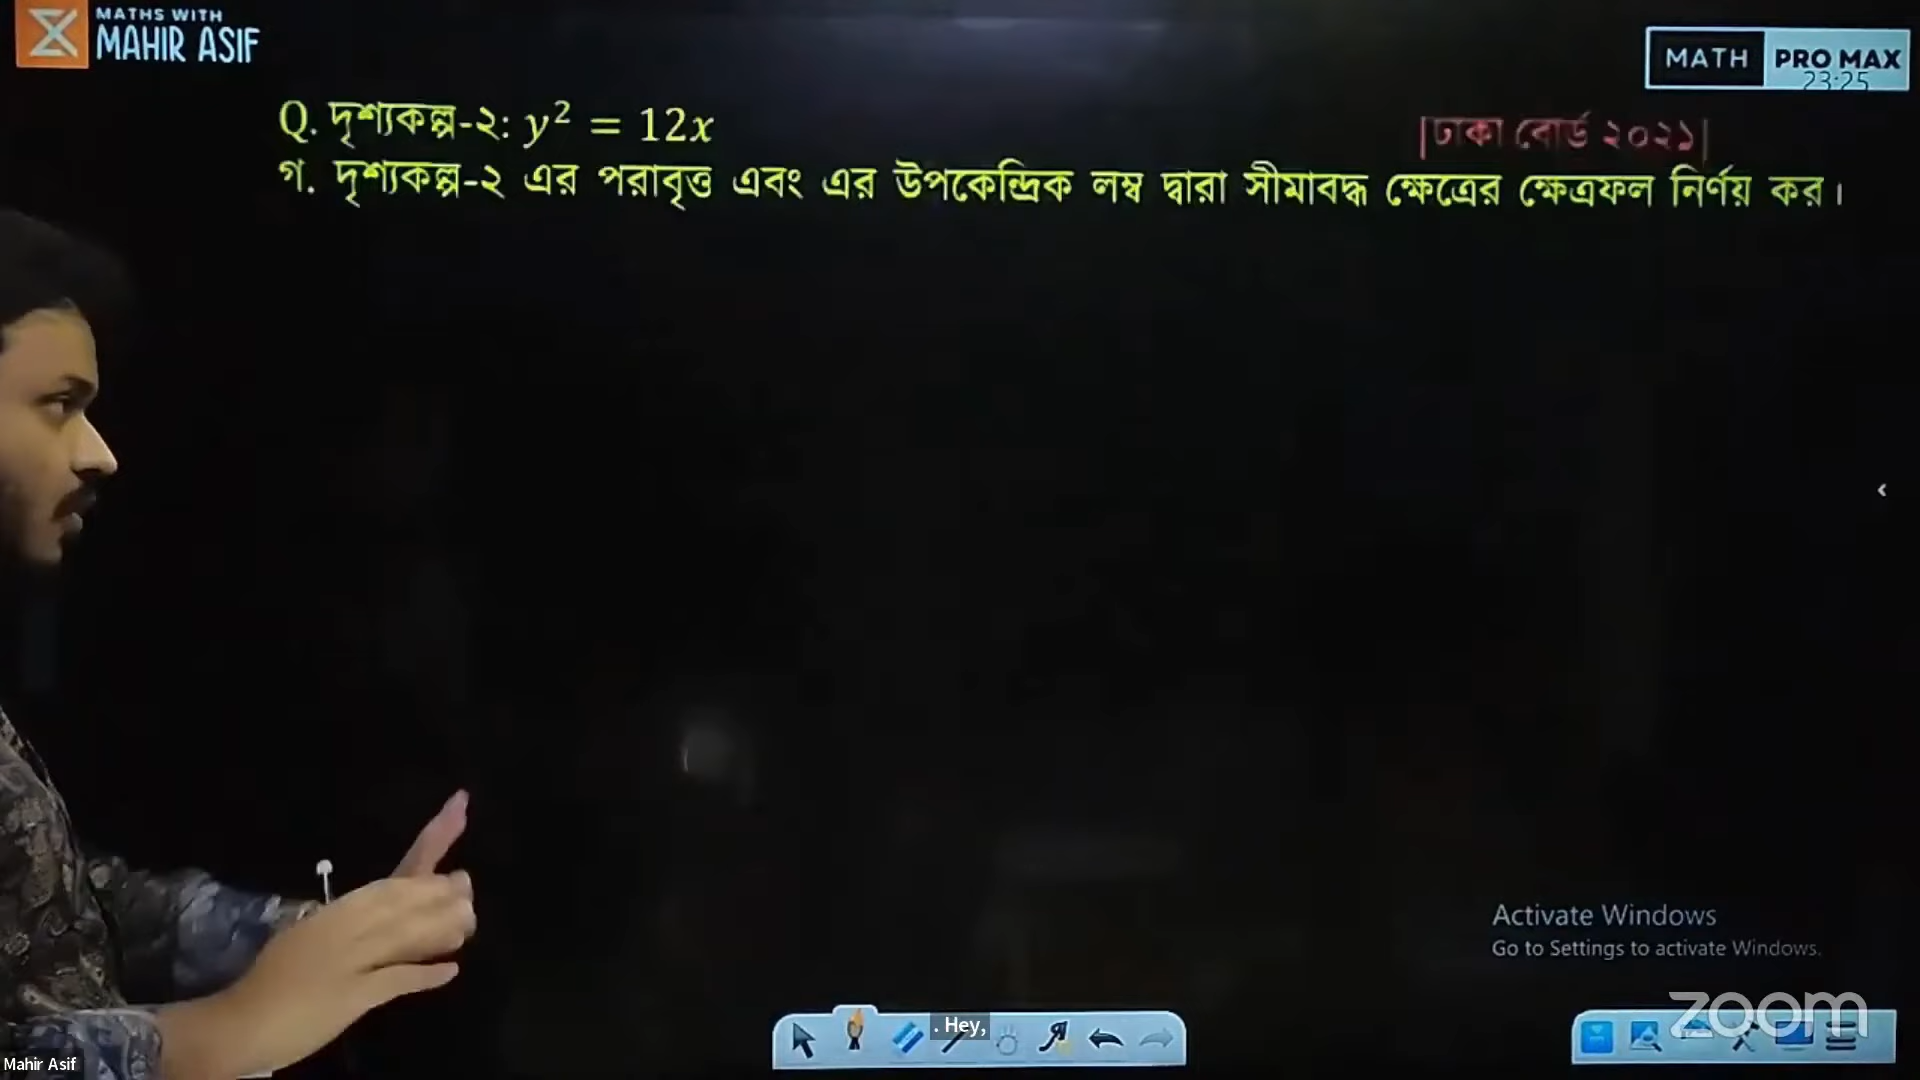 MATHS WITH
MAHIR ASIF
MATH PRO MAX
23:25
Q. দৃশ্যকল্প-২: y² = 12x
|ঢাকা বোর্ড ২০২১|
গ. দৃশ্যকল্প-২ এর পরাবৃত্ত এবং এর উপকেন্দ্রিক লম্ব দ্বারা সীমাবদ্ধ ক্ষেত্রের ক্ষেত্রফল নির্ণয় কর।
Activate Windows
Go to Settings to activate Windows.
zoom
. Hey,
Mahir Asif